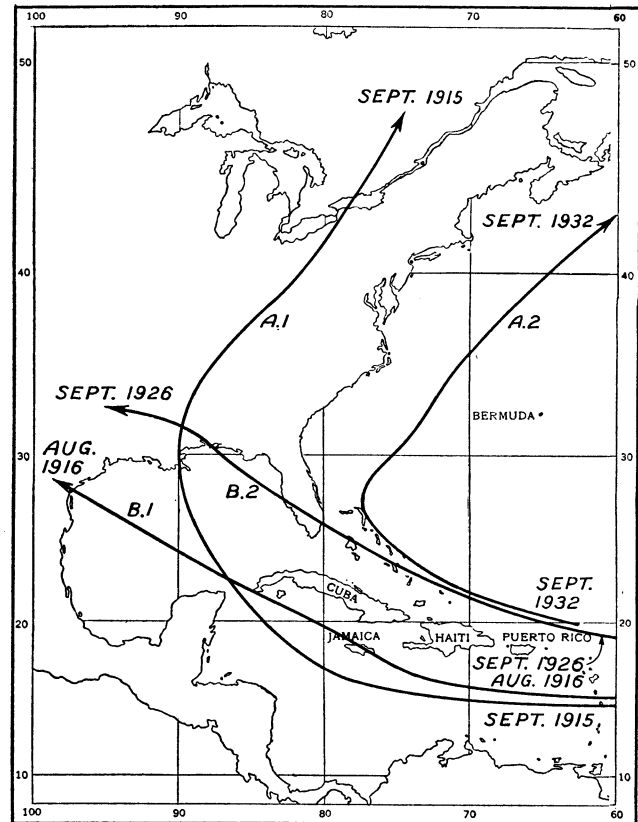 100 90 80 70 60
50 50
SEPT. 1915
SEPT. 1932
40 40
A.1
A.2
SEPT. 1926
BERMUDA
AUG.
1916
30 30
B.1
B.2
CUBA
SEPT.
1932
20 20
JAMAICA HAITI PUERTO RICO
SEPT. 1926
AUG. 1916
SEPT. 1915
10 10
100 90 80 70 60